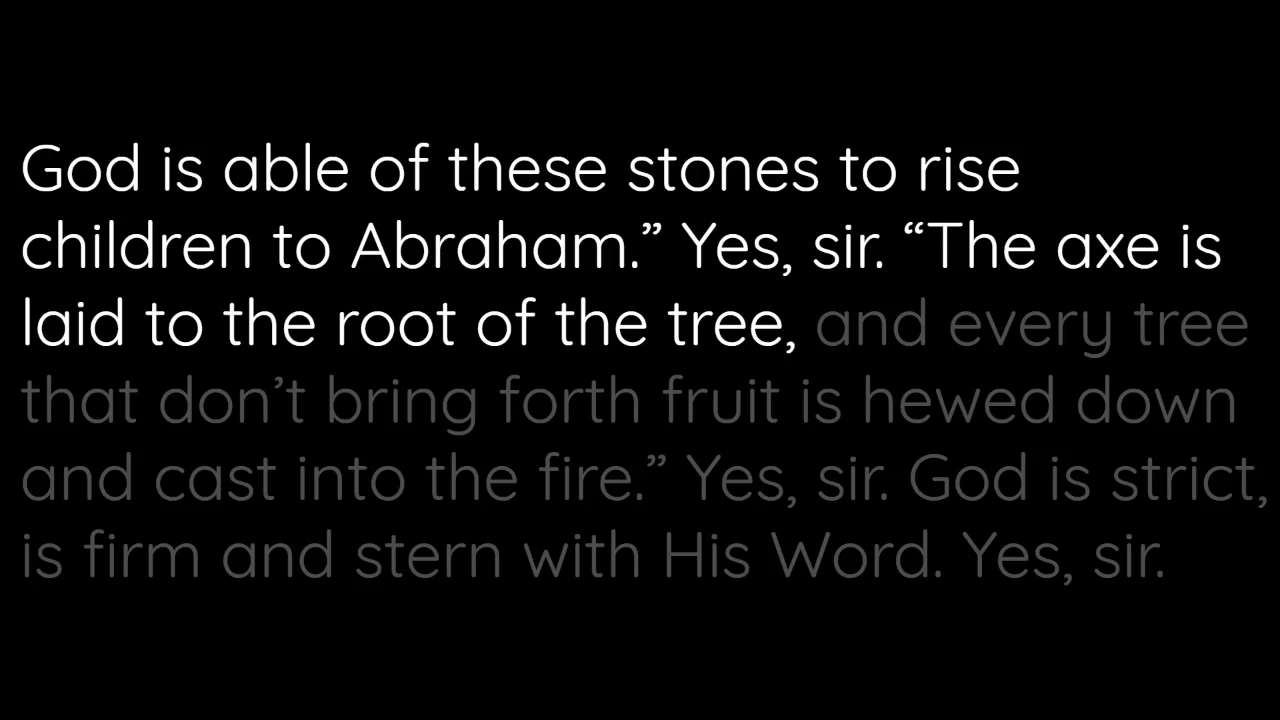 God is able of these stones to rise
children to Abraham.” Yes, sir. “The axe is
laid to the root of the tree, and every tree
that don’t bring forth fruit is hewed down
and cast into the fire.” Yes, sir. God is strict,
is firm and stern with His Word. Yes, sir.